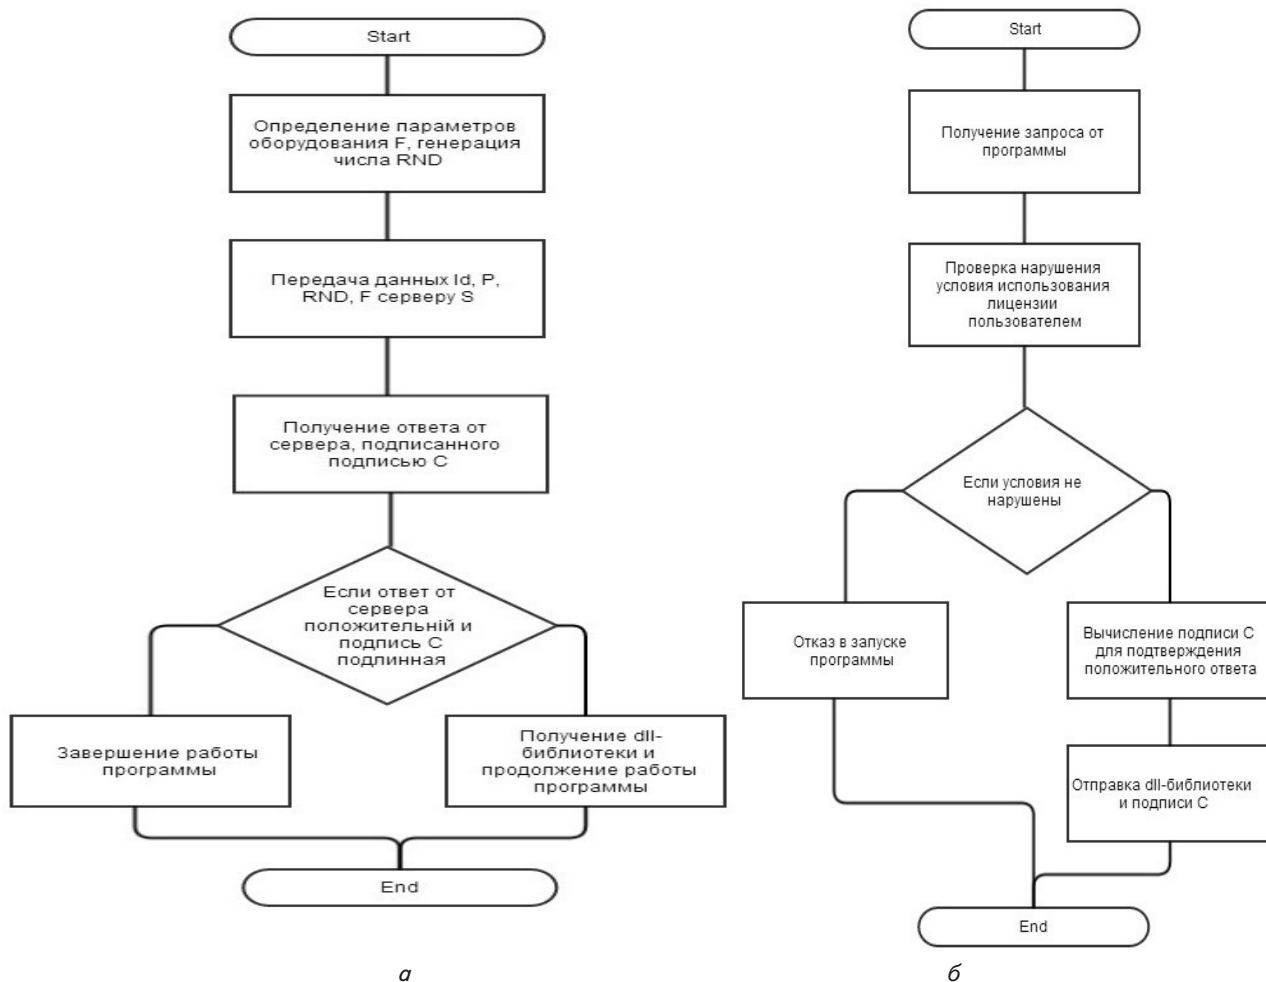 Start
Определение параметров
оборудования F, генерация
числа RND
Передача данных Id, P,
RND, F серверу S
Получение ответа от
сервера, подписанного
подписью С
Если ответ от
сервера
положительній и
подпись С
подлинная
Завершение работы
программы
Получение dll-
библиотеки и
продолжение работы
программы
End
а
Start
Получение запроса от
программы
Проверка нарушения
условия использования
лицензии
пользователем
Если условия не
нарушены
Отказ в запуске
программы
Вычисление подписи С
для подтверждения
положительного ответа
Отправка dll-библиотеки
и подписи С
End
б